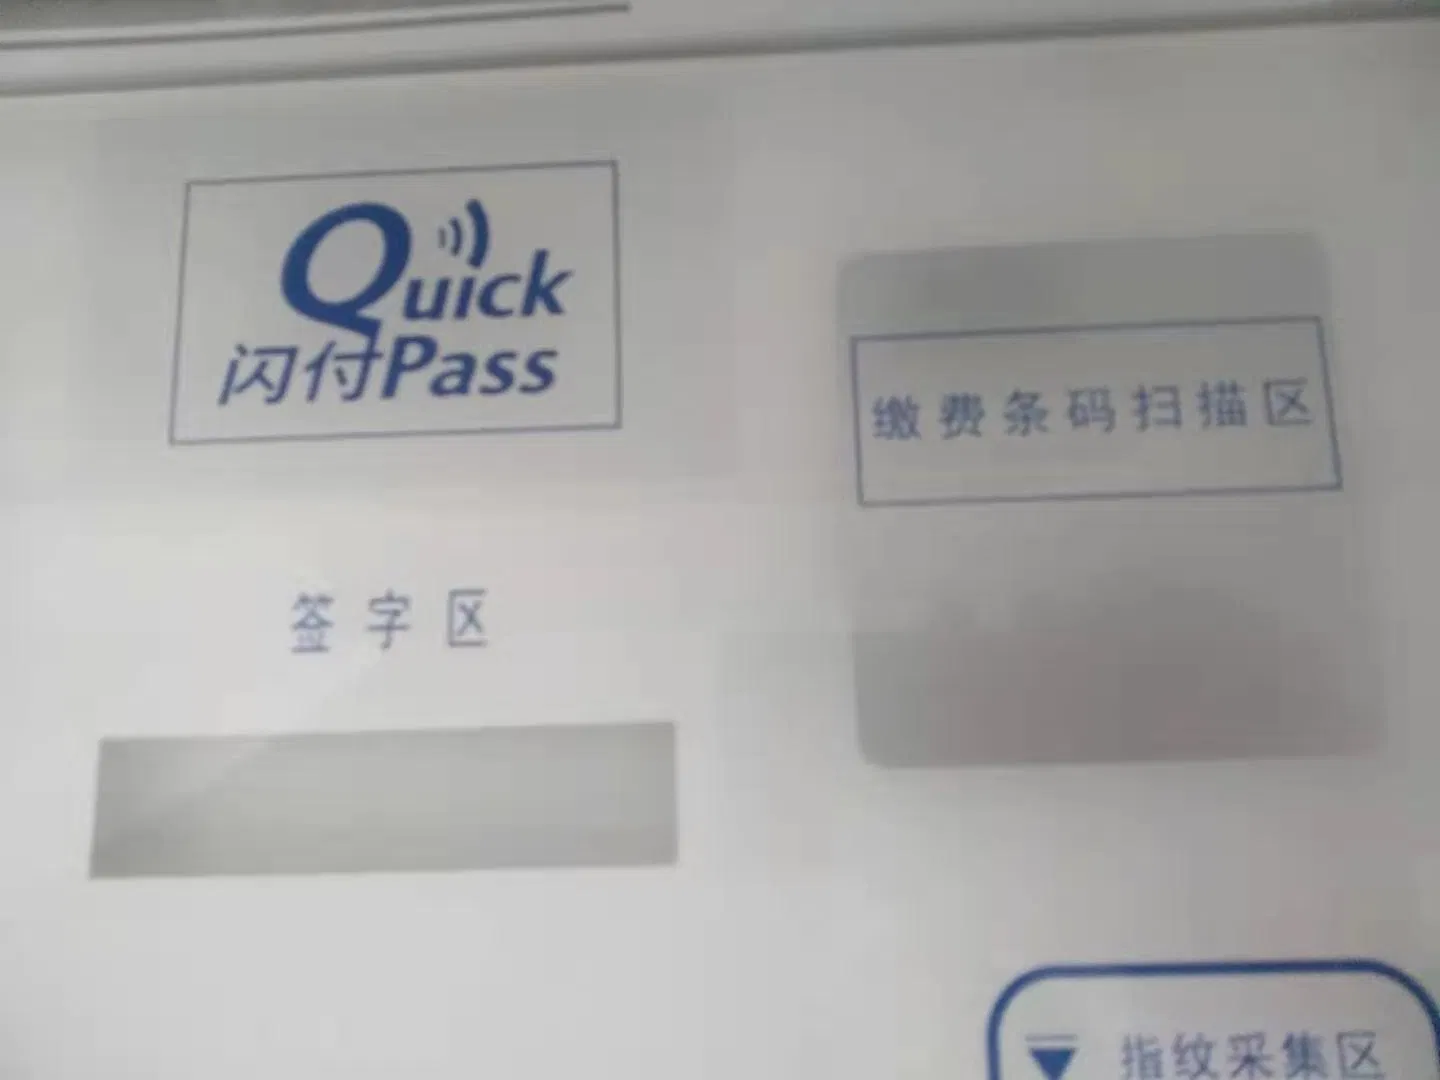 Quick
闪付Pass
缴费条码扫描区
签字区
指纹采集区